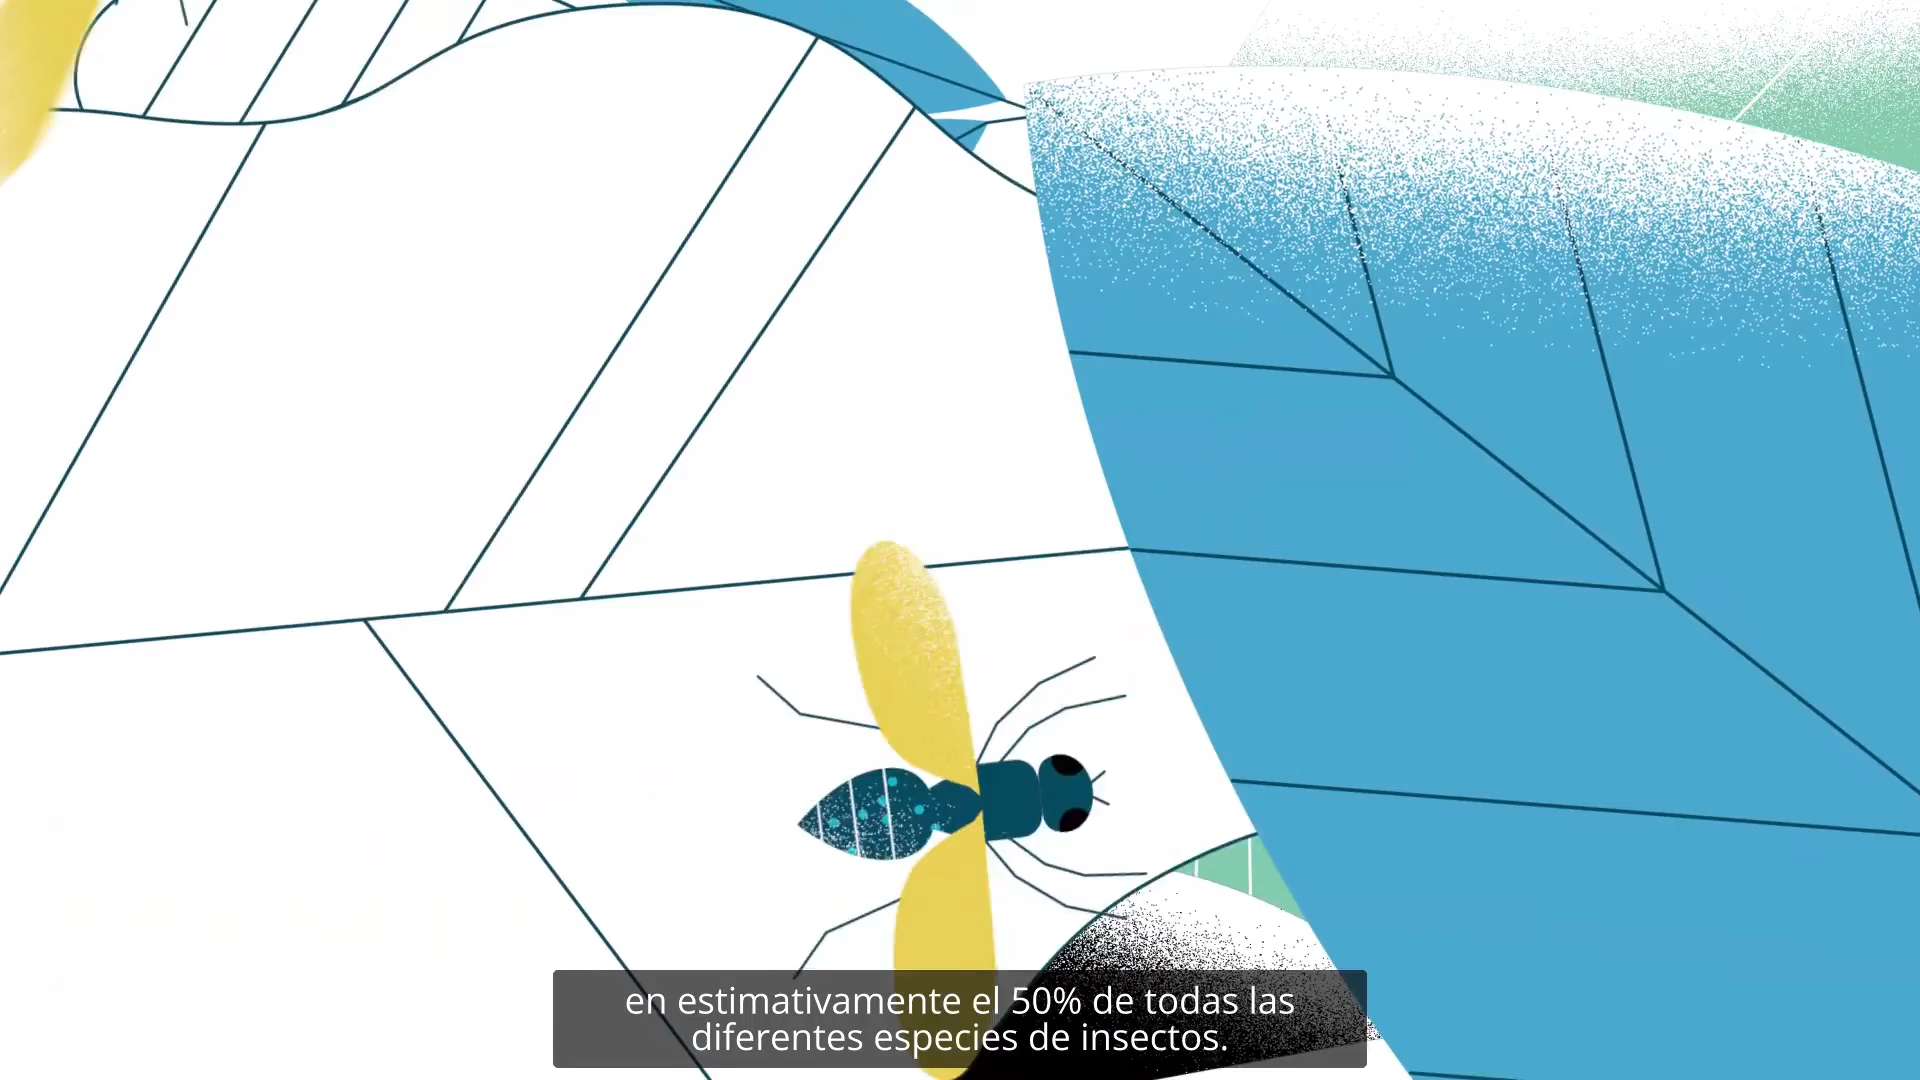 en estimativamente el 50% de todas las
diferentes especies de insectos.